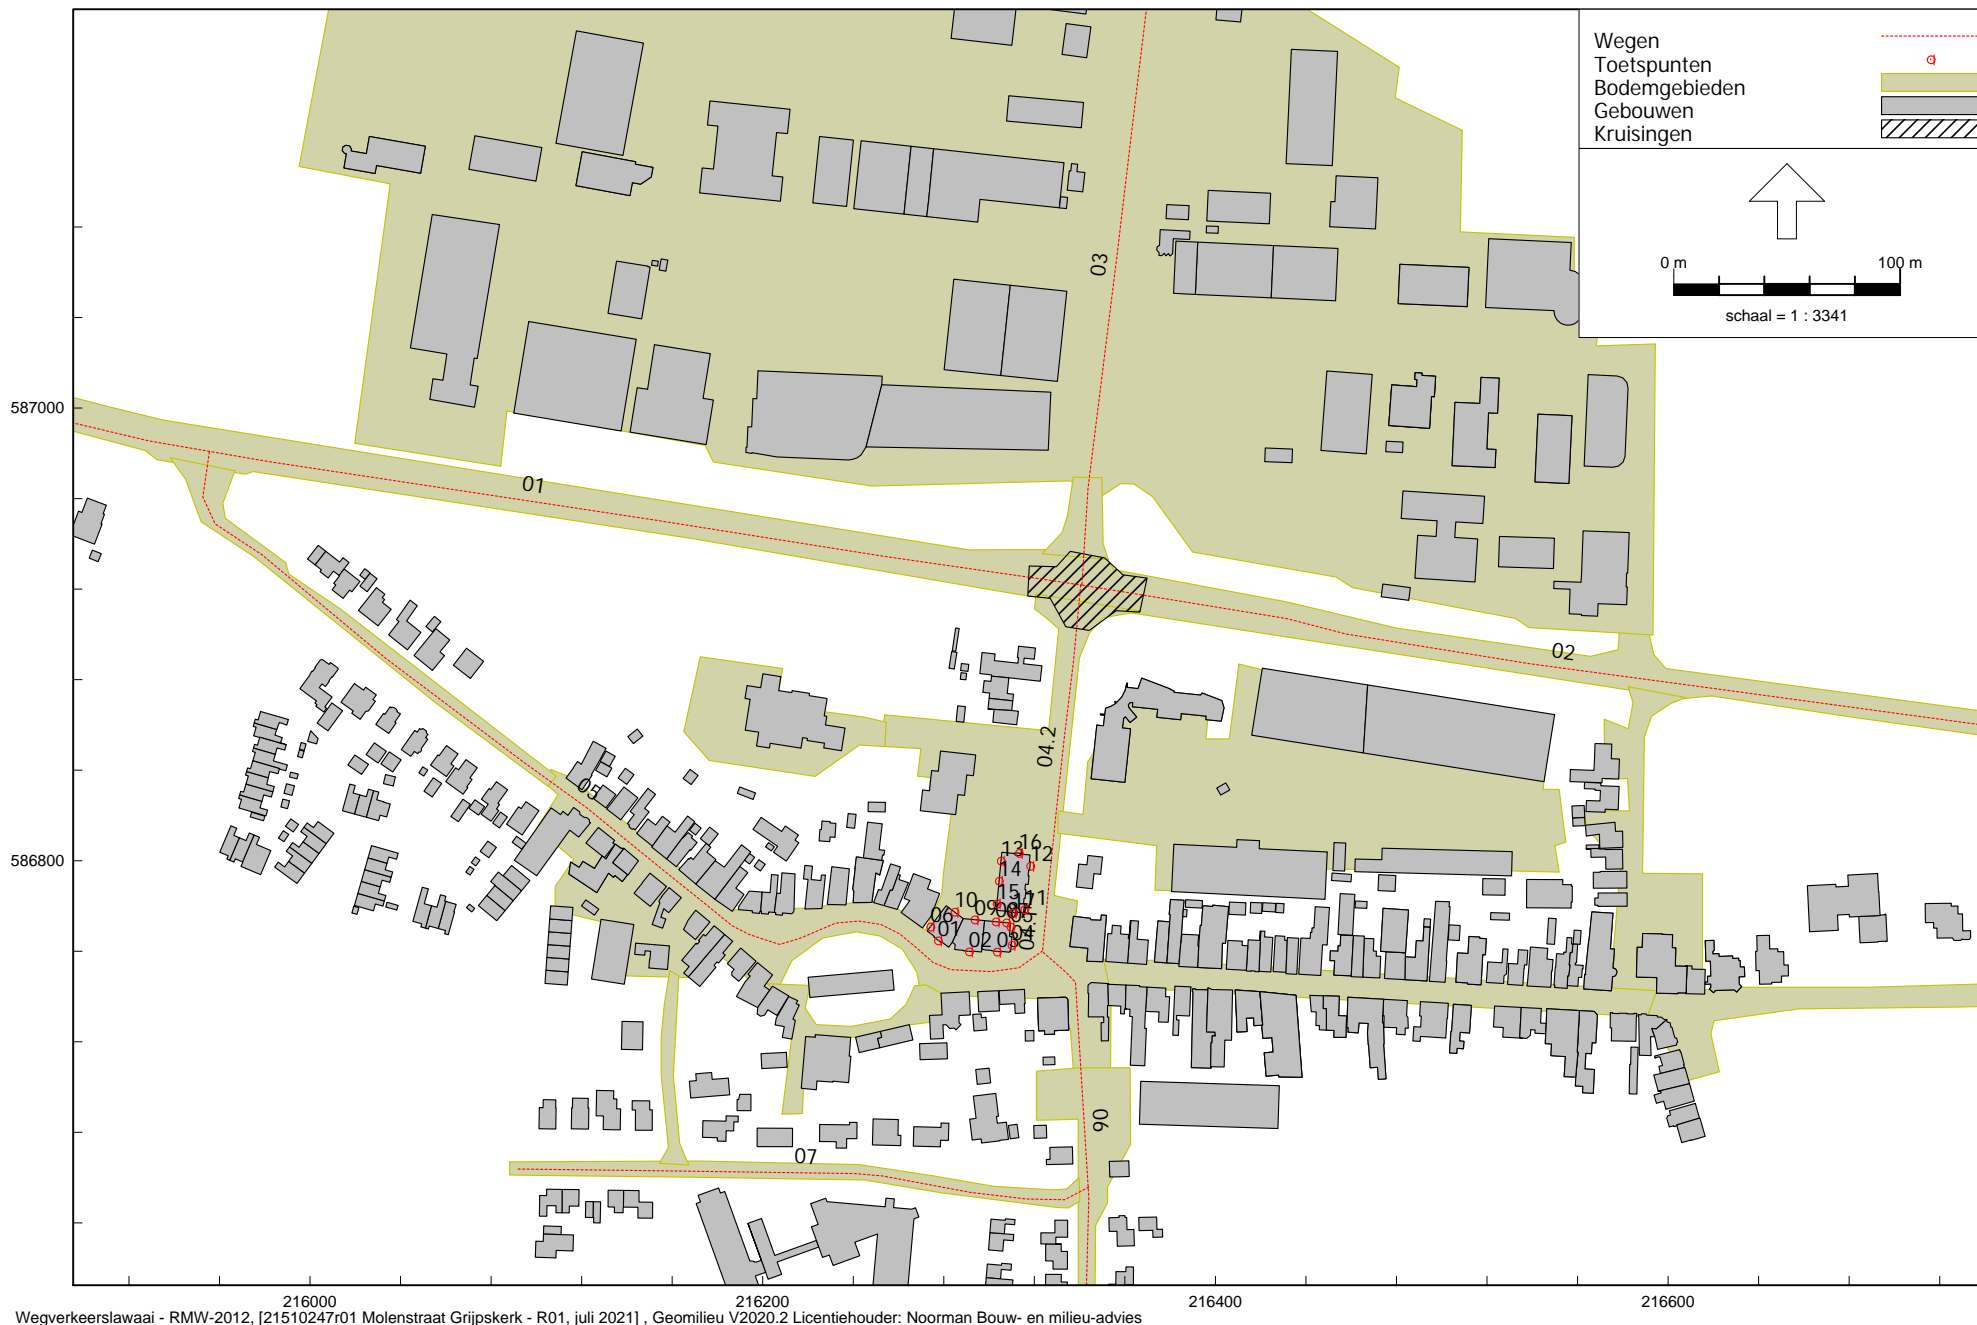 Wegen
Toetspunten
Bodemgebieden
Gebouwen
Kruisingen
0 m 100 m
schaal = 1 : 3341
03
587000
01
02
04.2
05
586800
16
13
12
14
15
11
10
09
06
01
02
03
04
05
06
07
216000 216200 216400 216600
Wegverkeerslawaai - RMW-2012, [21510247r01 Molenstraat Grijpskerk - R01, juli 2021] , Geomilieu V2020.2 Licentiehouder: Noorman Bouw- en milieu-advies